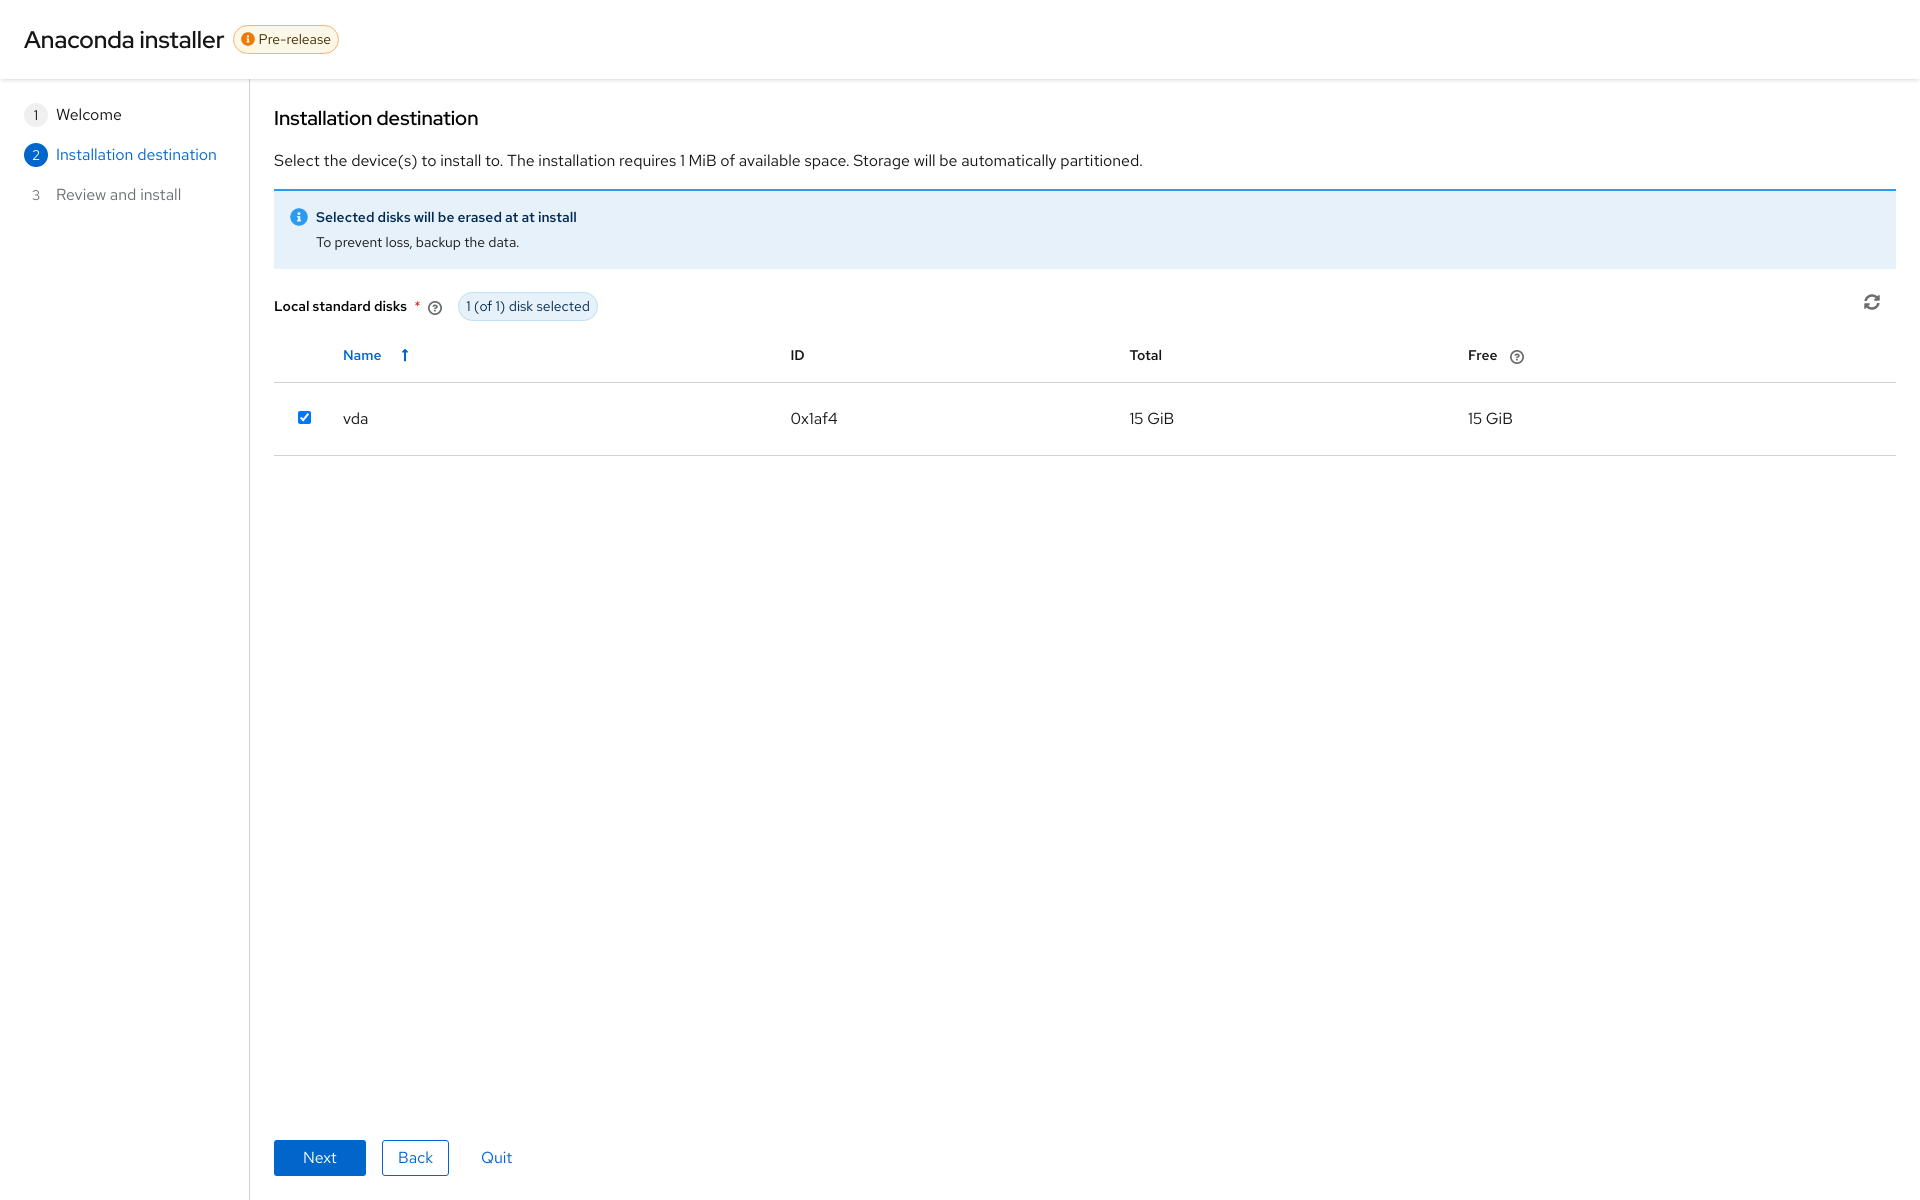 Anaconda installer Pre-release
1 Welcome
2 Installation destination
3 Review and install
Installation destination
Select the device(s) to install to. The installation requires 1 MiB of available space. Storage will be automatically partitioned.
Selected disks will be erased at at install
To prevent loss, backup the data.
Local standard disks * 1 (of 1) disk selected
Name ID Total Free
vda 0x1af4 15 GiB 15 GiB
Next Back Quit